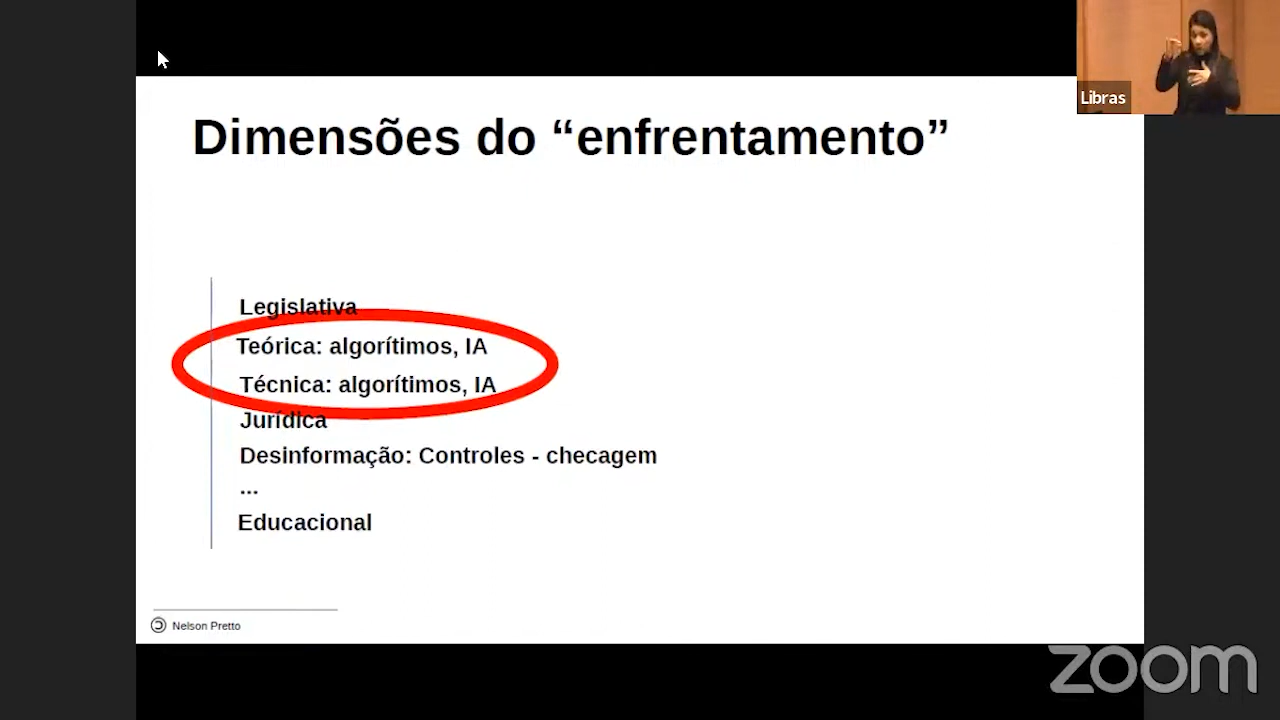 Libras
Dimensões do “enfrentamento”
Legislativa
Teórica: algorítimos, IA
Técnica: algorítimos, IA
Jurídica
Desinformação: Controles - checagem
...
Educacional
Nelson Pretto
zoom